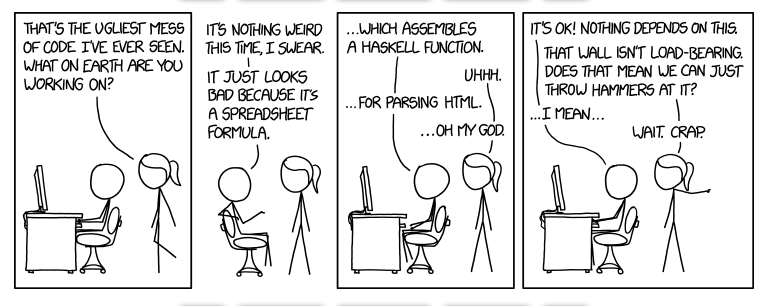 THAT'S THE UGLIEST MESS
OF CODE I'VE EVER SEEN.
WHAT ON EARTH ARE YOU
WORKING ON?
IT'S NOTHING WEIRD
THIS TIME, I SWEAR.
IT JUST LOOKS
BAD BECAUSE IT'S
A SPREADSHEET
FORMULA.
...WHICH ASSEMBLES
A HASKELL FUNCTION.
UHHH.
...FOR PARSING HTML.
...OH MY GOD.
IT'S OK! NOTHING DEPENDS ON THIS.
THAT WALL ISN'T LOAD-BEARING.
DOES THAT MEAN WE CAN JUST
THROW HAMMERS AT IT?
...I MEAN...
WAIT. CRAP.